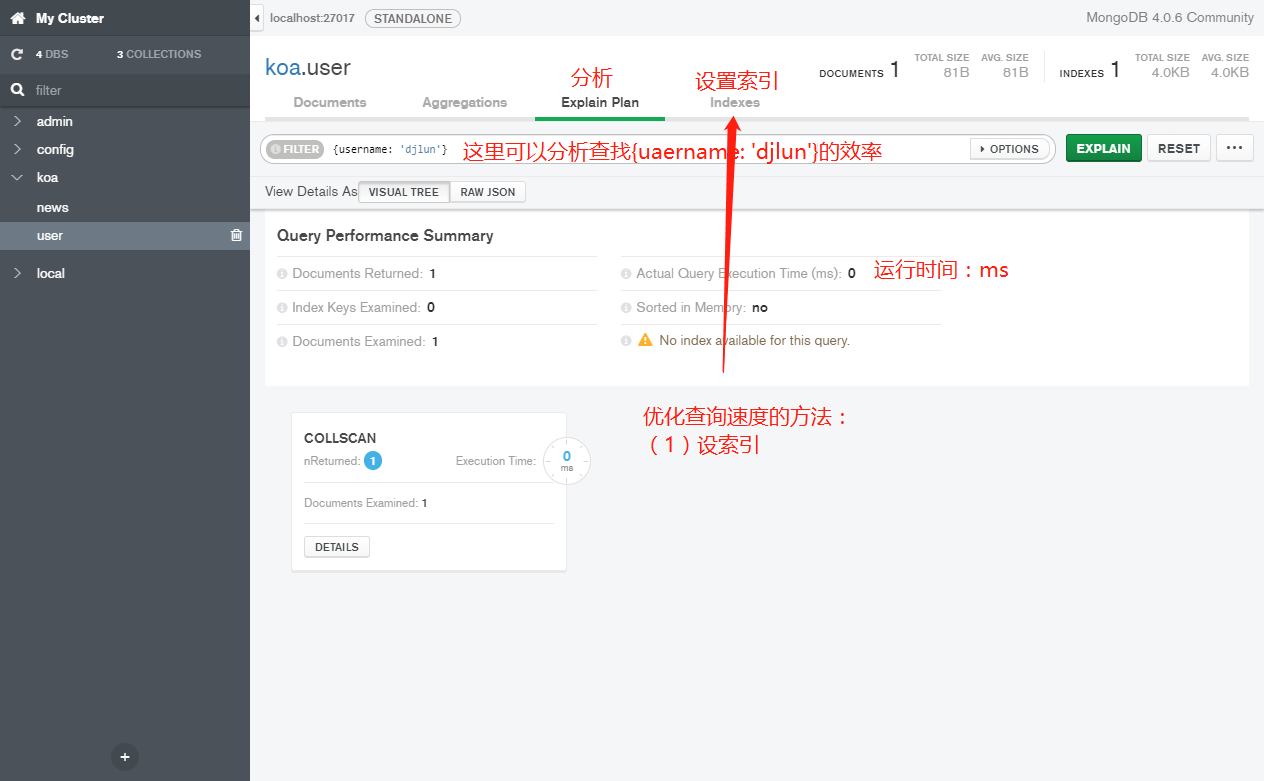 My Cluster
localhost:27017 STANDALONE MongoDB 4.0.6 Community
4 DBS 3 COLLECTIONS
filter
admin
config
koa
news
user
local
koa.user
DOCUMENTS 1 TOTAL SIZE 81B AVG. SIZE 81B INDEXES 1 TOTAL SIZE 4.0KB AVG. SIZE 4.0KB
分析 设置索引
Documents Aggregations Explain Plan Indexes
FILTER {username: 'djlun'} 这里可以分析查找{uaername: 'djlun'}的效率 OPTIONS EXPLAIN RESET ...
View Details As VISUAL TREE RAW JSON
Query Performance Summary
Documents Returned: 1 Actual Query Execution Time (ms): 0 运行时间：ms
Index Keys Examined: 0 Sorted in Memory: no
Documents Examined: 1 No index available for this query.
优化查询速度的方法：
（1）设索引
COLLSCAN
nReturned: 1 Execution Time: 0 ms
Documents Examined: 1
DETAILS